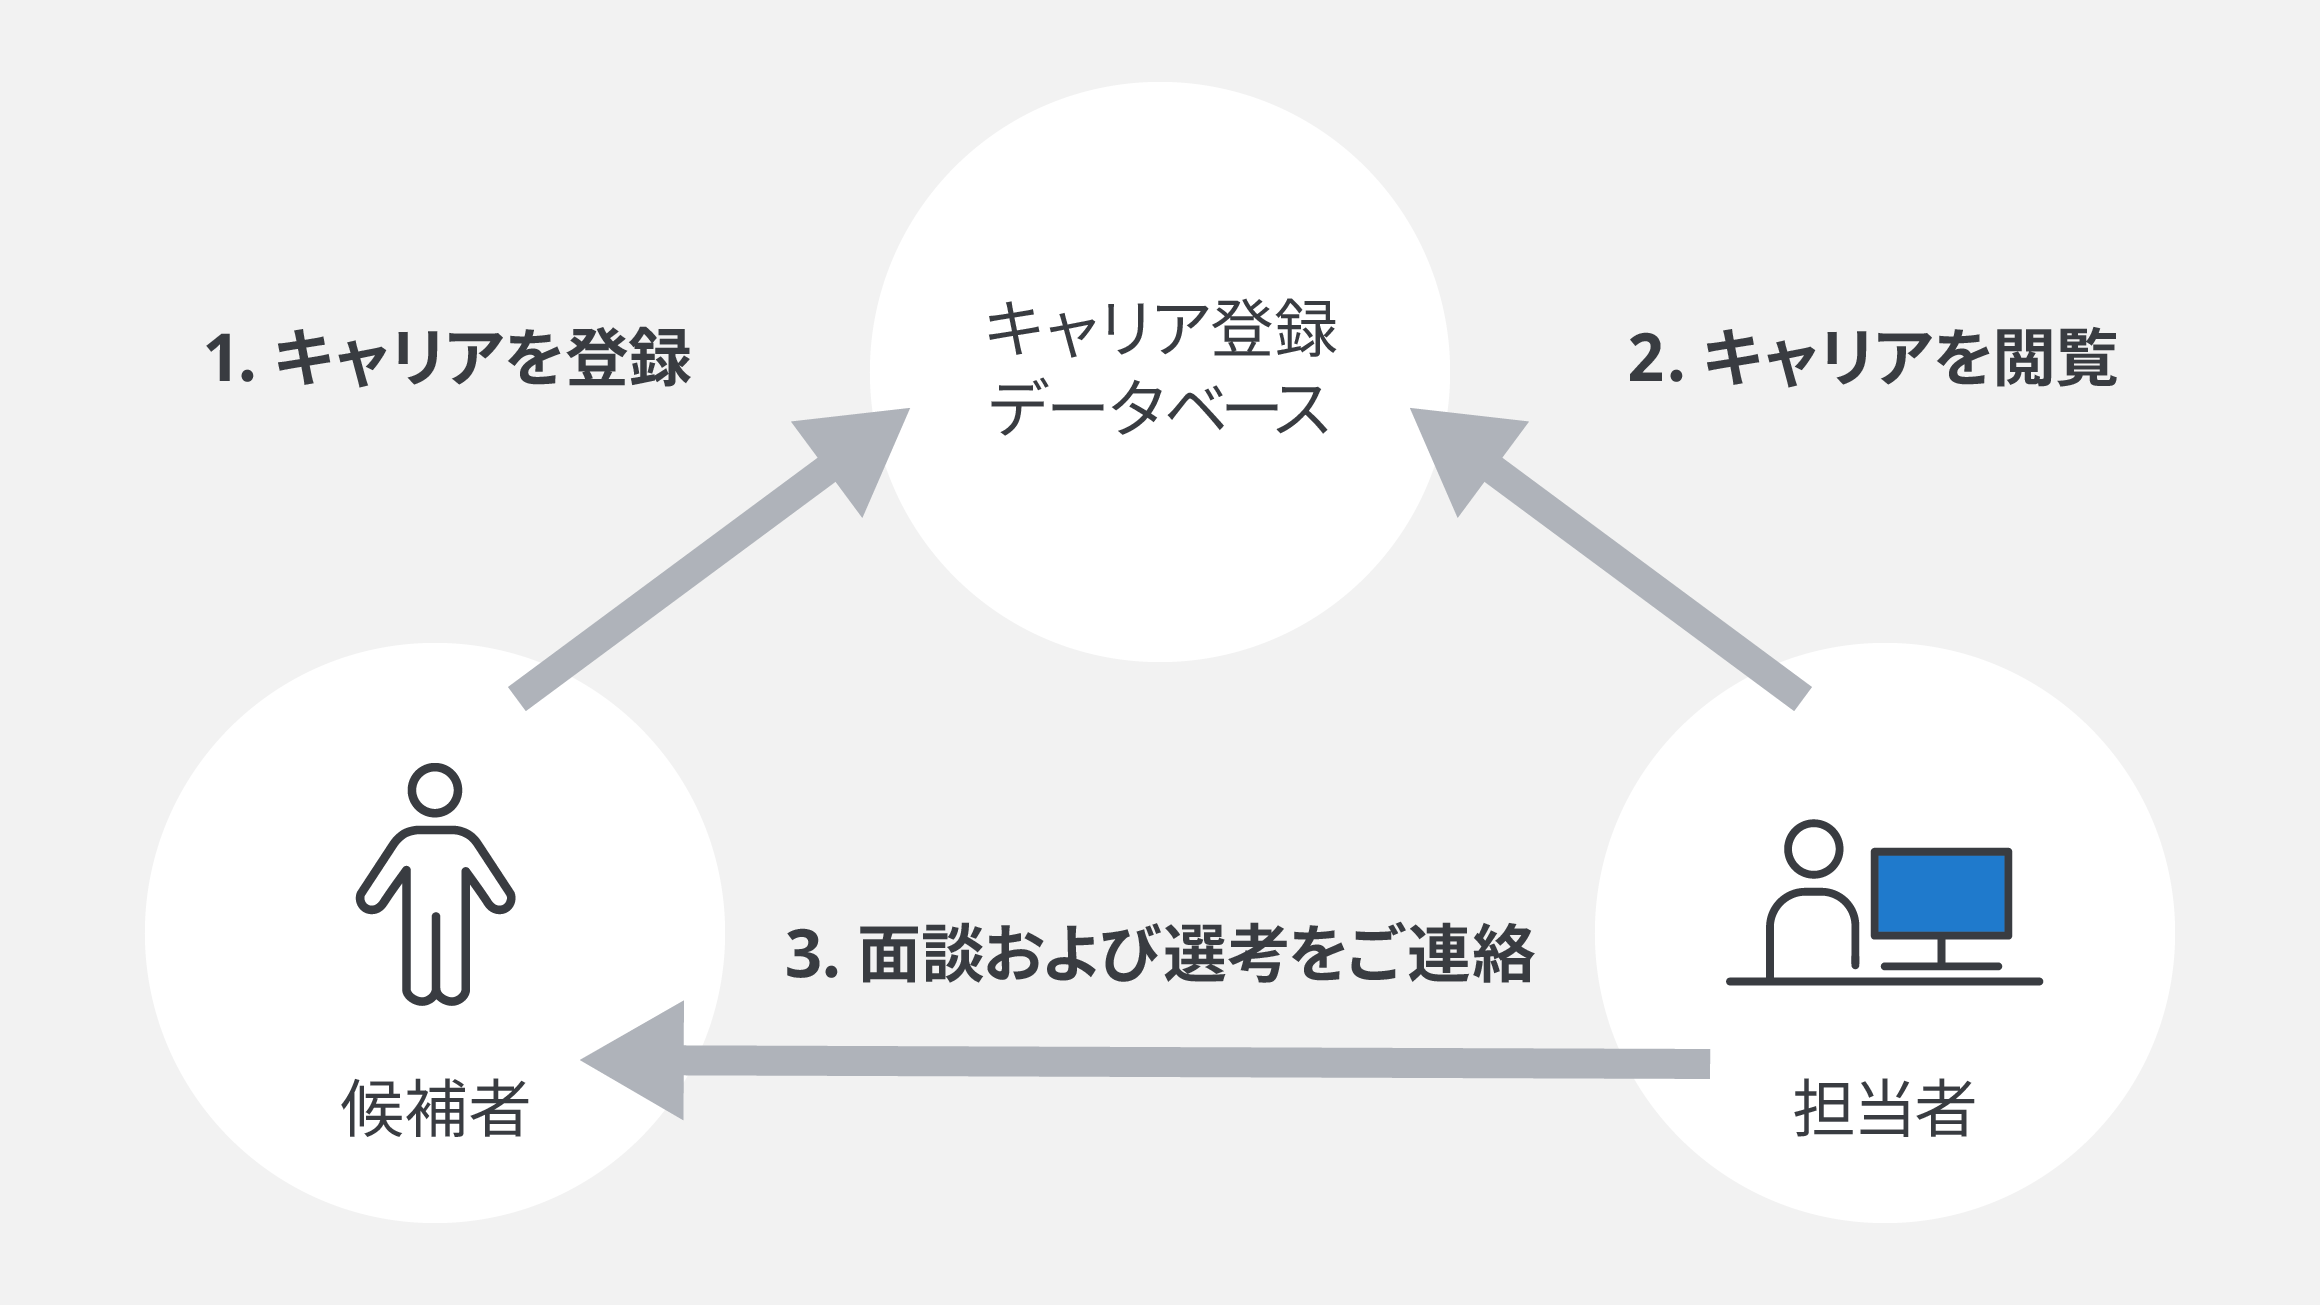 キャリア登録
データベース
1. キャリアを登録
2. キャリアを閲覧
3. 面談および選考をご連絡
候補者
担当者